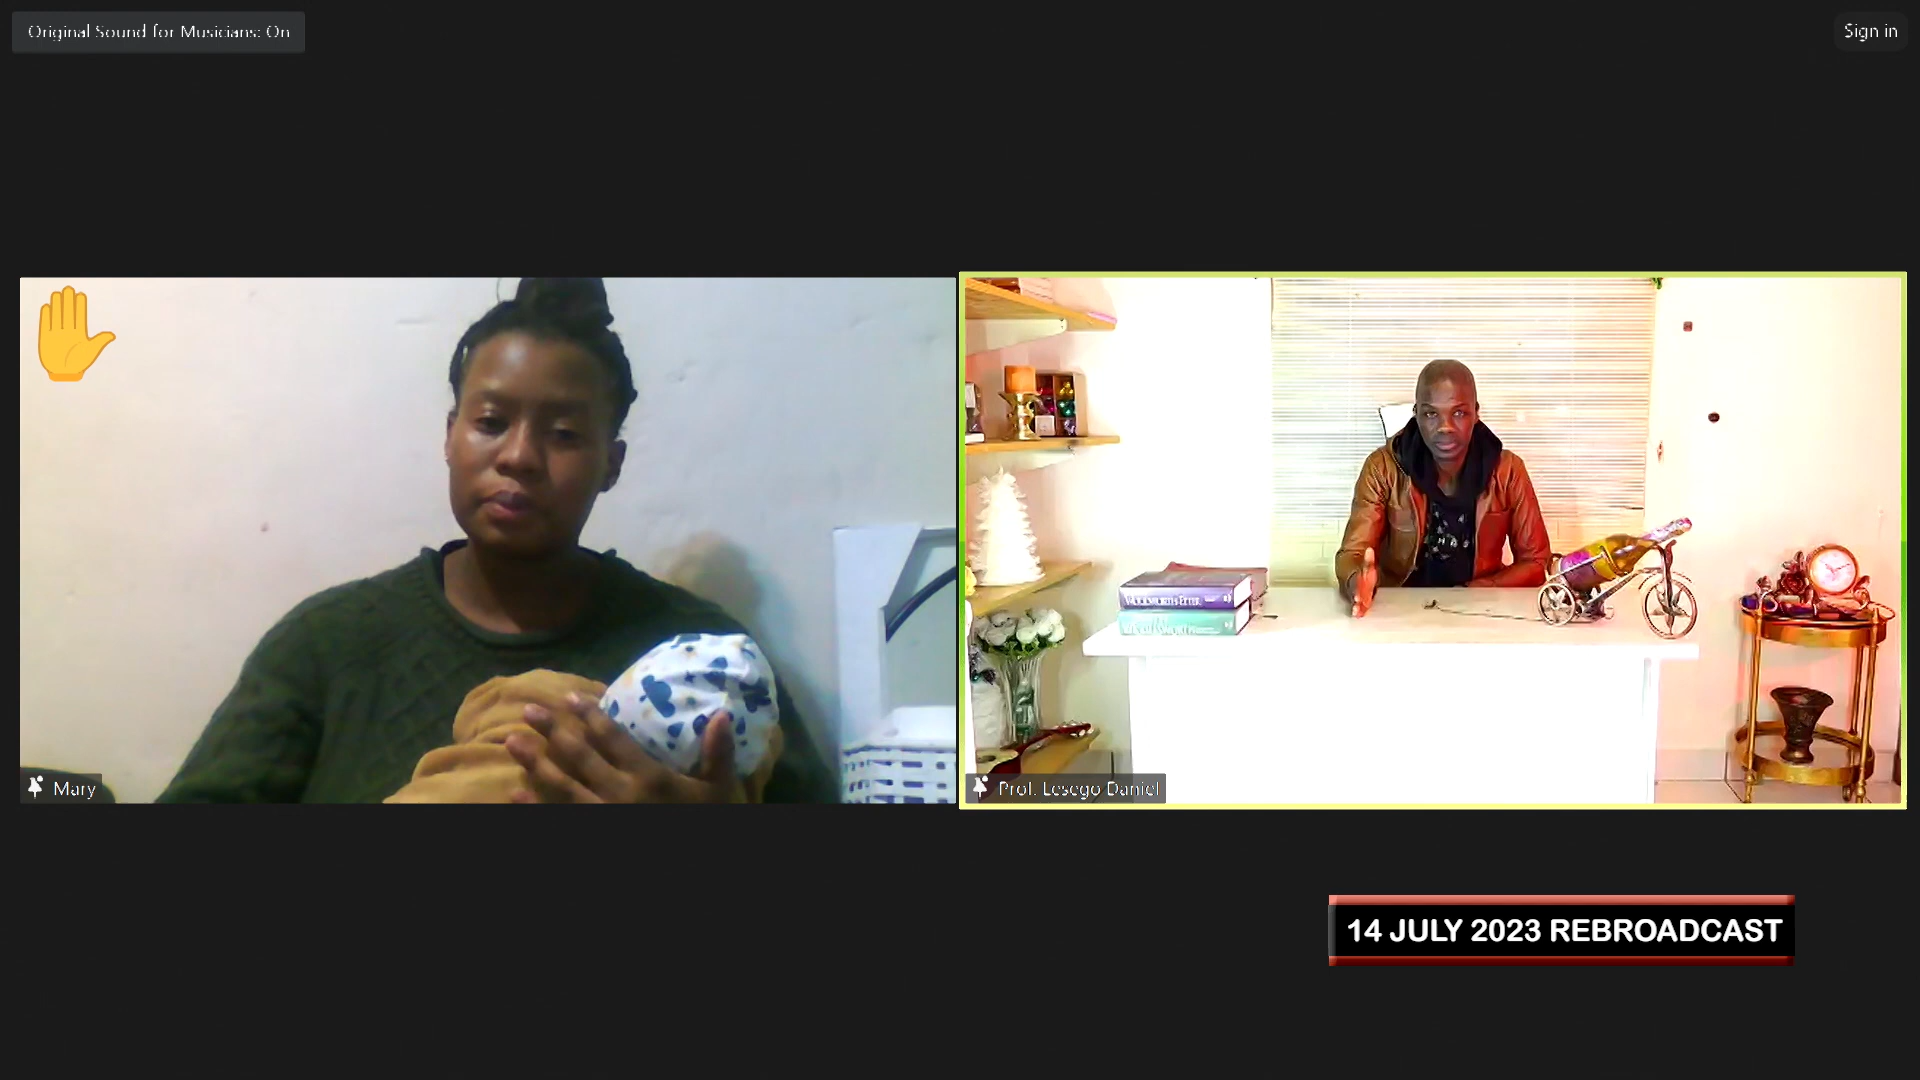 Original Sound for Musicians: On
Sign in
Mary
Prof. Lesego Daniel
14 JULY 2023 REBROADCAST